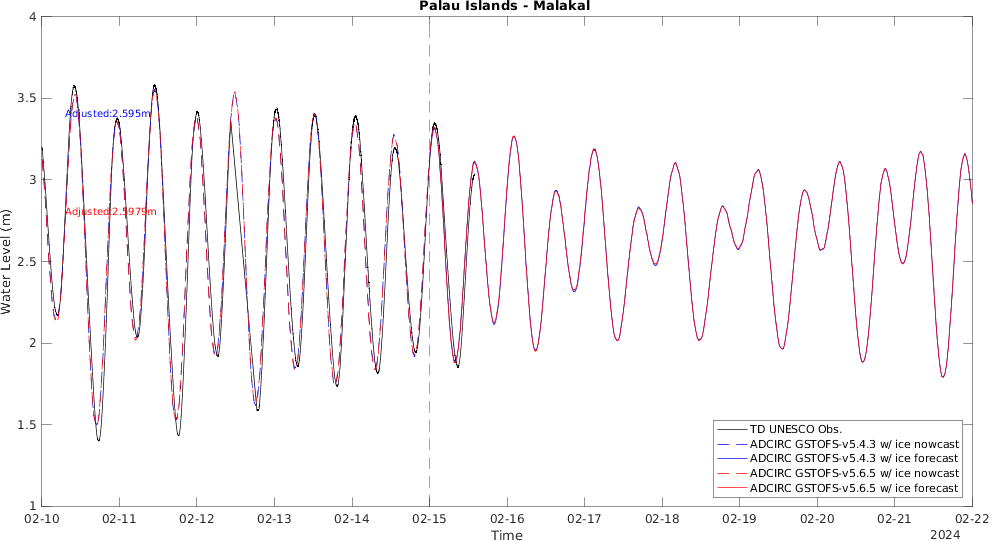 Palau Islands - Malakal
4
3.5
3
2.5
2
1.5
1
Water Level (m)
Adjusted:2.595m
Adjusted:2.5979m
TD UNESCO Obs.
ADCIRC GSTOFS-v5.4.3 w/ ice nowcast
ADCIRC GSTOFS-v5.4.3 w/ ice forecast
ADCIRC GSTOFS-v5.6.5 w/ ice nowcast
ADCIRC GSTOFS-v5.6.5 w/ ice forecast
02-10 02-11 02-12 02-13 02-14 02-15 02-16 02-17 02-18 02-19 02-20 02-21 02-22
Time
2024